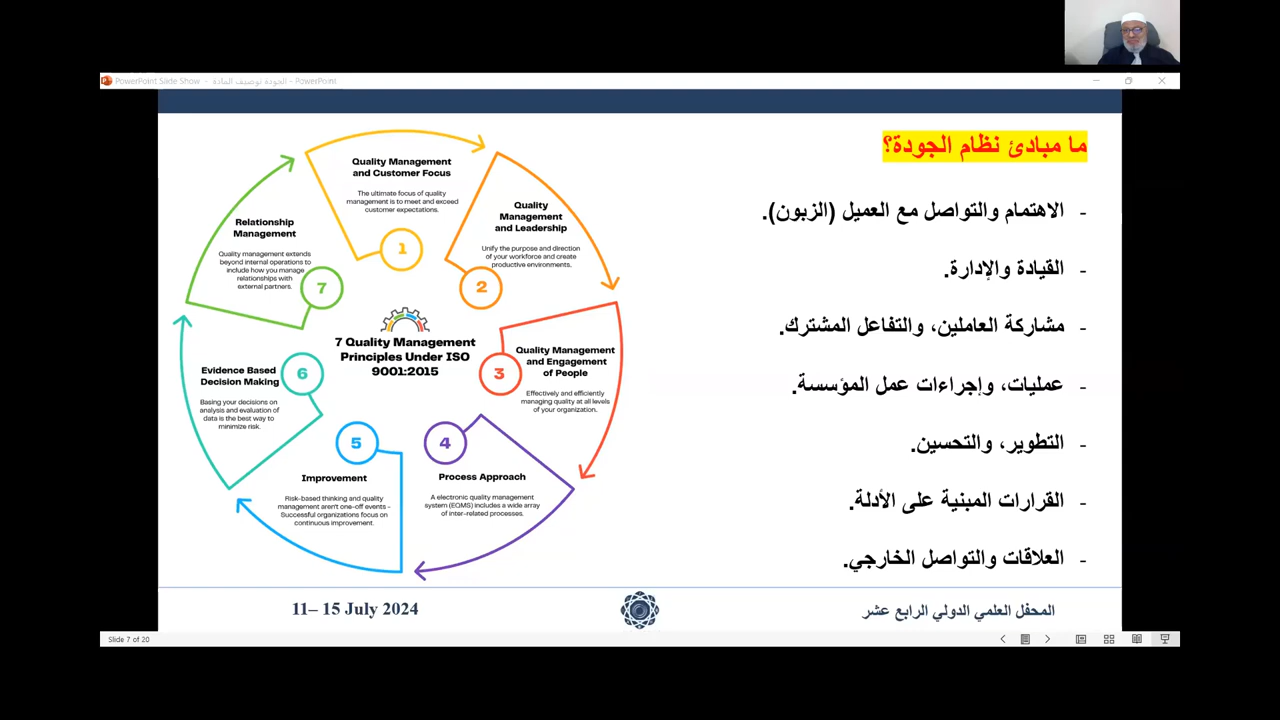 PowerPoint Slide Show - الجودة توصيف المادة - PowerPoint
ما مبادئ نظام الجودة؟
- الاهتمام والتواصل مع العميل (الزبون).
- القيادة والإدارة.
- مشاركة العاملين، والتفاعل المشترك.
- عمليات، وإجراءات عمل المؤسسة.
- التطوير، والتحسين.
- القرارات المبنية على الأدلة.
- العلاقات والتواصل الخارجي.
7 Quality Management
Principles Under ISO
9001:2015
Quality Management
and Customer Focus
The ultimate focus of quality
management is to meet and exceed
customer expectations.
1
Quality
Management
and Leadership
Unify the purpose and direction
of your workforce and create
productive environments.
2
Quality Management
and Engagement
of People
Effectively and efficiently
managing quality at all levels
of your organization.
3
4
Process Approach
A electronic quality management
system (EQMS) includes a wide array
of inter-related processes.
5
Improvement
Risk-based thinking and quality
management aren't one-off events -
Successful organizations focus on
continuous improvement.
6
Evidence Based
Decision Making
Basing your decisions on
analysis and evaluation of
data is the best way to
minimize risk.
Relationship
Management
Quality management extends
beyond internal operations to
include how you manage
relationships with
external partners.
7
11– 15 July 2024
المحفل العلمي الدولي الرابع عشر
Slide 7 of 20